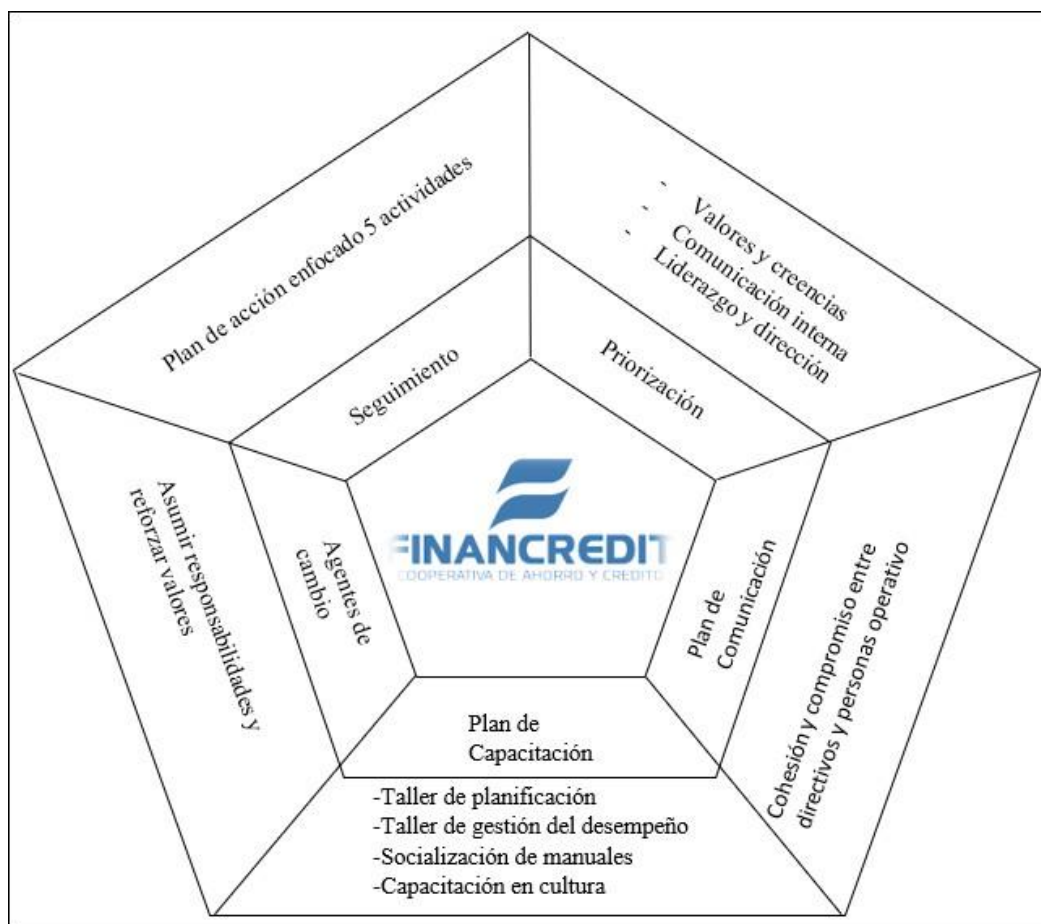 Plan de acción enfocado 5 actividades
- Valores y creencias
- Comunicación interna
- Liderazgo y dirección
Seguimiento
Priorización
FINANCREDIT
COOPERATIVA DE AHORRO Y CREDITO
Asumir responsabilidades y
reforzar valores
Agentes de
cambio
Plan de
Comunicación
Cohesión y compromiso entre
directivos y personas operativo
Plan de
Capacitación
-Taller de planificación
-Taller de gestión del desempeño
-Socialización de manuales
-Capacitación en cultura